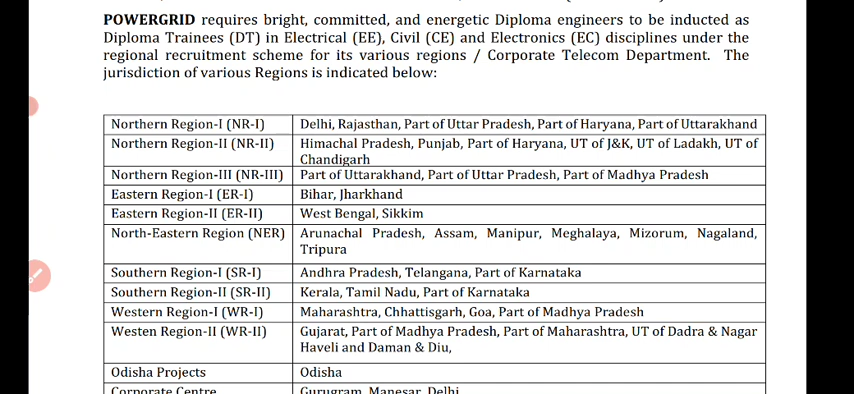 POWERGRID requires bright, committed, and energetic Diploma engineers to be inducted as
Diploma Trainees (DT) in Electrical (EE), Civil (CE) and Electronics (EC) disciplines under the
regional recruitment scheme for its various regions / Corporate Telecom Department. The
jurisdiction of various Regions is indicated below:
Northern Region-I (NR-I) Delhi, Rajasthan, Part of Uttar Pradesh, Part of Haryana, Part of Uttarakhand
Northern Region-II (NR-II) Himachal Pradesh, Punjab, Part of Haryana, UT of J&K, UT of Ladakh, UT of
Chandigarh
Northern Region-III (NR-III) Part of Uttarakhand, Part of Uttar Pradesh, Part of Madhya Pradesh
Eastern Region-I (ER-I) Bihar, Jharkhand
Eastern Region-II (ER-II) West Bengal, Sikkim
North-Eastern Region (NER) Arunachal Pradesh, Assam, Manipur, Meghalaya, Mizorum, Nagaland,
Tripura
Southern Region-I (SR-I) Andhra Pradesh, Telangana, Part of Karnataka
Southern Region-II (SR-II) Kerala, Tamil Nadu, Part of Karnataka
Western Region-I (WR-I) Maharashtra, Chhattisgarh, Goa, Part of Madhya Pradesh
Westen Region-II (WR-II) Gujarat, Part of Madhya Pradesh, Part of Maharashtra, UT of Dadra & Nagar
Haveli and Daman & Diu,
Odisha Projects Odisha
Corporate Centre Gurugram, Manesar, Delhi